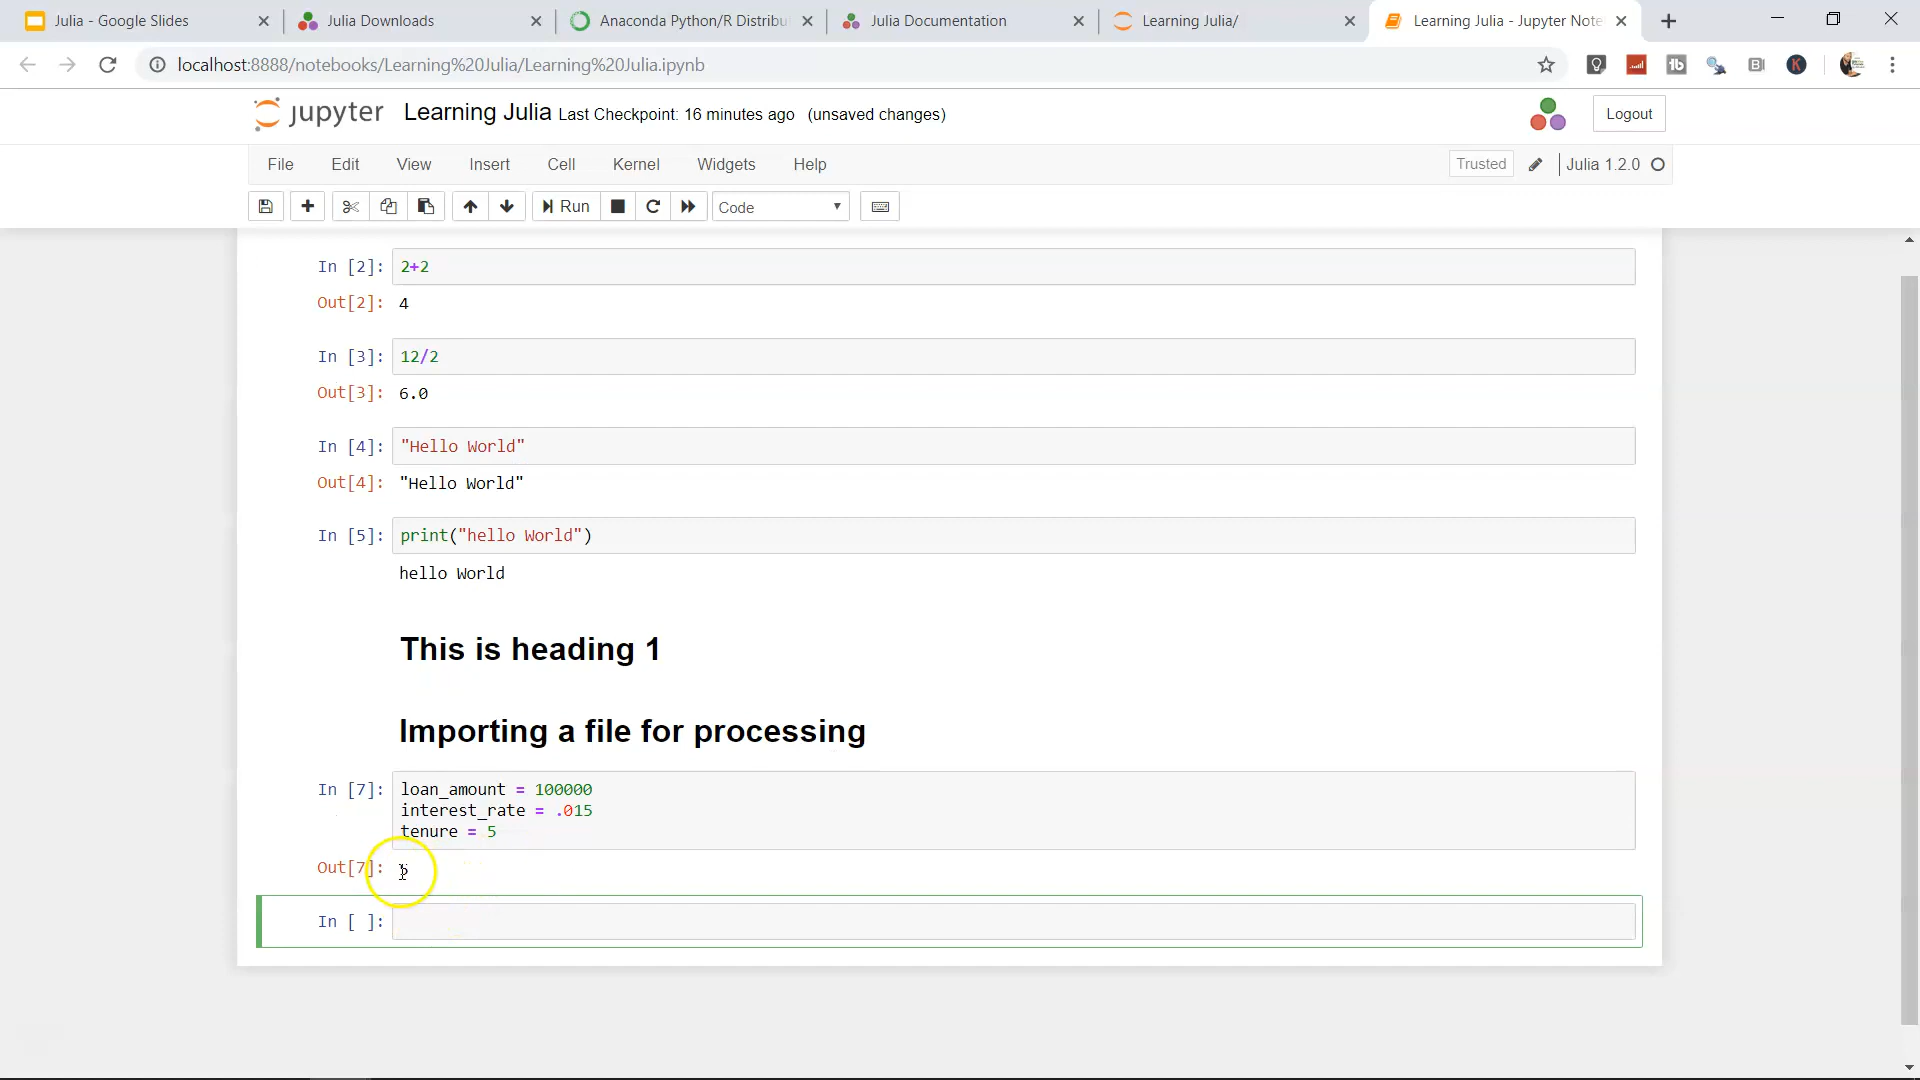 Julia - Google Slides
Julia Downloads
Anaconda Python/R Distribu
Julia Documentation
Learning Julia/
Learning Julia - Jupyter Note
localhost:8888/notebooks/Learning%20Julia/Learning%20Julia.ipynb
jupyter Learning Julia Last Checkpoint: 16 minutes ago (unsaved changes)
Logout
File Edit View Insert Cell Kernel Widgets Help
Trusted
Julia 1.2.0
Run
Code
In [2]: 2+2
Out[2]: 4
In [3]: 12/2
Out[3]: 6.0
In [4]: "Hello World"
Out[4]: "Hello World"
In [5]: print("hello World")
hello World
This is heading 1
Importing a file for processing
In [7]: loan_amount = 100000
interest_rate = .015
tenure = 5
Out[7]: 5
In [ ]: